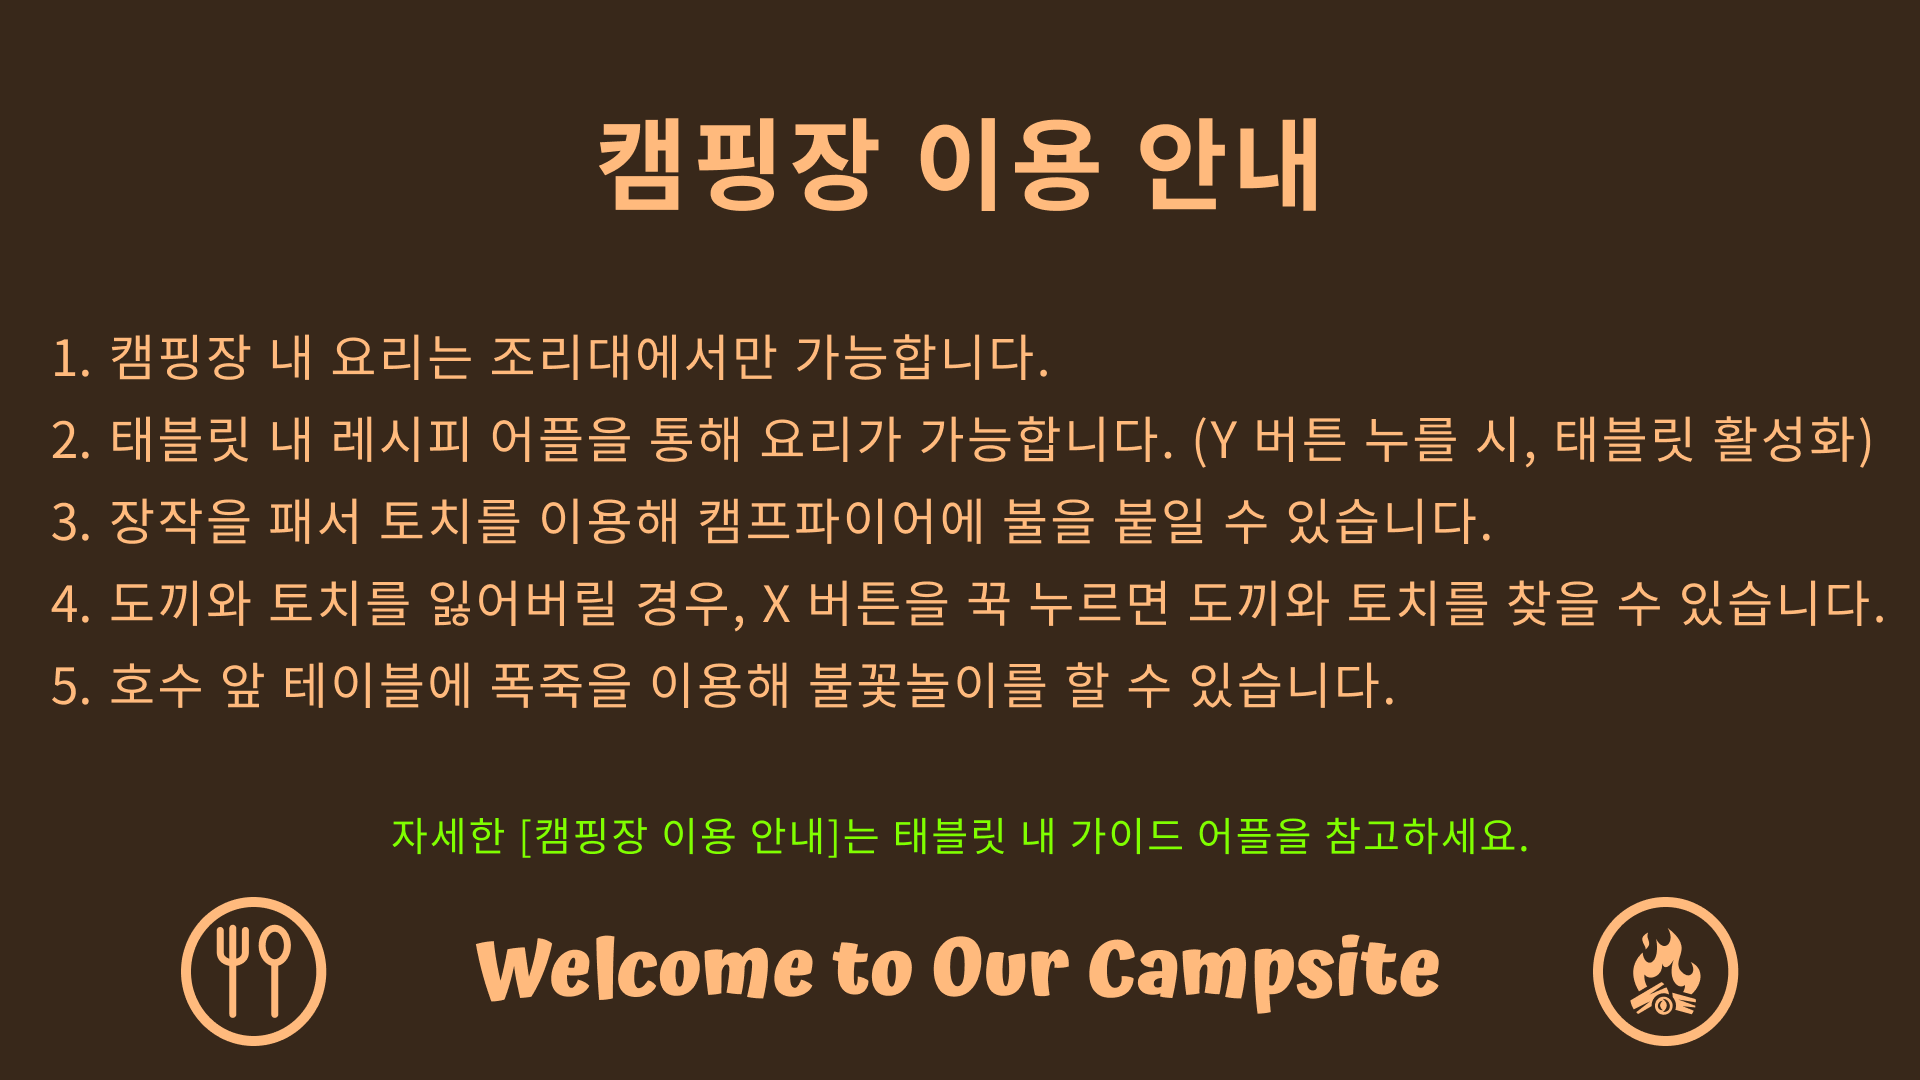 캠핑장 이용 안내
1. 캠핑장 내 요리는 조리대에서만 가능합니다.
2. 태블릿 내 레시피 어플을 통해 요리가 가능합니다. (Y 버튼 누를 시, 태블릿 활성화)
3. 장작을 패서 토치를 이용해 캠프파이어에 불을 붙일 수 있습니다.
4. 도끼와 토치를 잃어버릴 경우, X 버튼을 꾹 누르면 도끼와 토치를 찾을 수 있습니다.
5. 호수 앞 테이블에 폭죽을 이용해 불꽃놀이를 할 수 있습니다.
자세한 [캠핑장 이용 안내]는 태블릿 내 가이드 어플을 참고하세요.
Welcome to Our Campsite